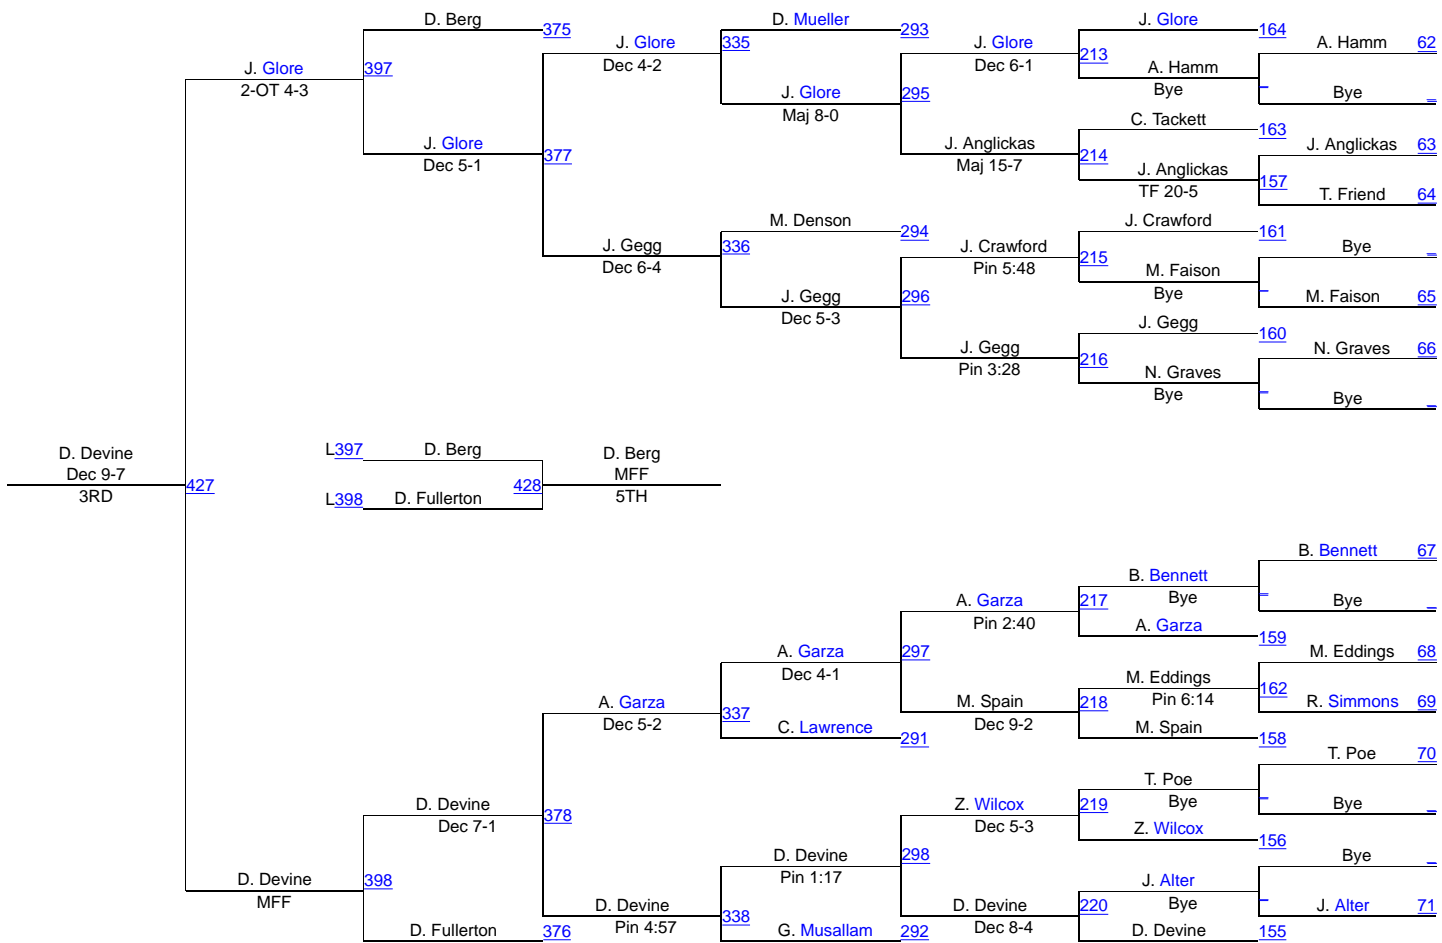 D. Berg 375 D. Mueller 293 J. Glore 164
J. Glore 335 J. Glore A. Hamm 62
J. Glore 397 Dec 4-2 Dec 6-1 213 A. Hamm
2-OT 4-3 J. Glore 295 Bye Bye
Maj 8-0 C. Tackett 163
J. Glore 377 J. Anglickas 214 J. Anglickas 63
Dec 5-1 Maj 15-7 J. Anglickas 157
TF 20-5 T. Friend 64
M. Denson 294 J. Crawford 161
J. Gegg 336 J. Crawford 215 Bye
Dec 6-4 Pin 5:48 M. Faison
J. Gegg 296 Bye M. Faison 65
Dec 5-3 J. Gegg 160
J. Gegg 216 N. Graves 66
Pin 3:28 N. Graves
Bye Bye
D. Devine L397 D. Berg D. Berg
Dec 9-7 427 428 MFF
3RD L398 D. Fullerton 5TH
B. Bennett 67
B. Bennett
A. Garza 217 Bye Bye
Pin 2:40 A. Garza 159
A. Garza 297 M. Eddings 68
Dec 4-1 M. Eddings 162
A. Garza 337 M. Spain 218 Pin 6:14 R. Simmons 69
Dec 5-2 C. Lawrence 291 Dec 9-2 M. Spain 158
T. Poe 70
T. Poe
D. Devine 378 Z. Wilcox 219 Bye Bye
Dec 7-1 Dec 5-3 Z. Wilcox 156
D. Devine 298 Bye
D. Devine 398 Pin 1:17 J. Alter
MFF D. Devine 338 D. Devine 220 Bye J. Alter 71
D. Fullerton 376 Pin 4:57 G. Musallam 292 Dec 8-4 D. Devine 155